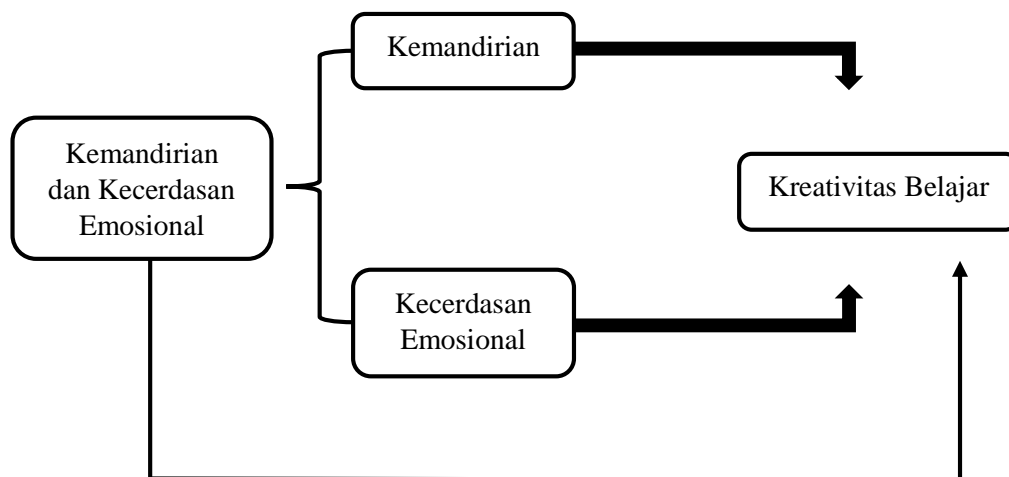 Kemandirian
Kemandirian
dan Kecerdasan
Emosional
Kreativitas Belajar
Kecerdasan
Emosional